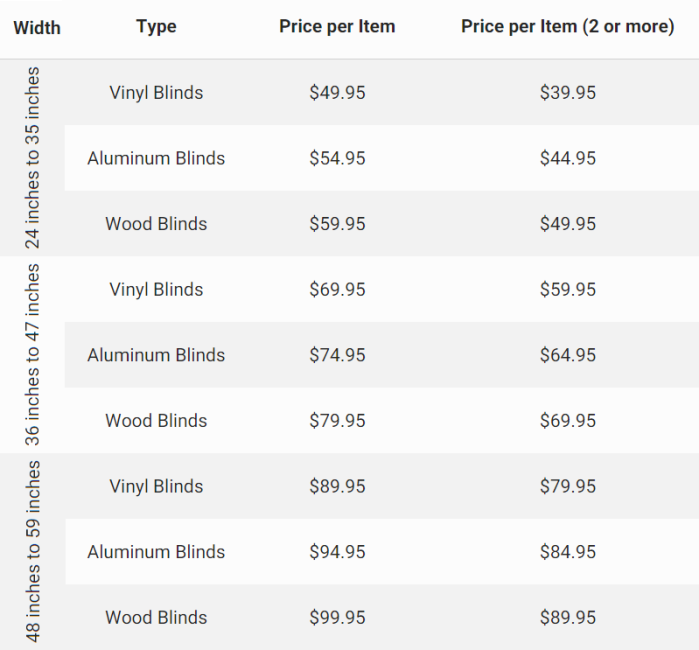 Width Type Price per Item Price per Item (2 or more)
24 inches to 35 inches
Vinyl Blinds $49.95 $39.95
Aluminum Blinds $54.95 $44.95
Wood Blinds $59.95 $49.95
36 inches to 47 inches
Vinyl Blinds $69.95 $59.95
Aluminum Blinds $74.95 $64.95
Wood Blinds $79.95 $69.95
48 inches to 59 inches
Vinyl Blinds $89.95 $79.95
Aluminum Blinds $94.95 $84.95
Wood Blinds $99.95 $89.95